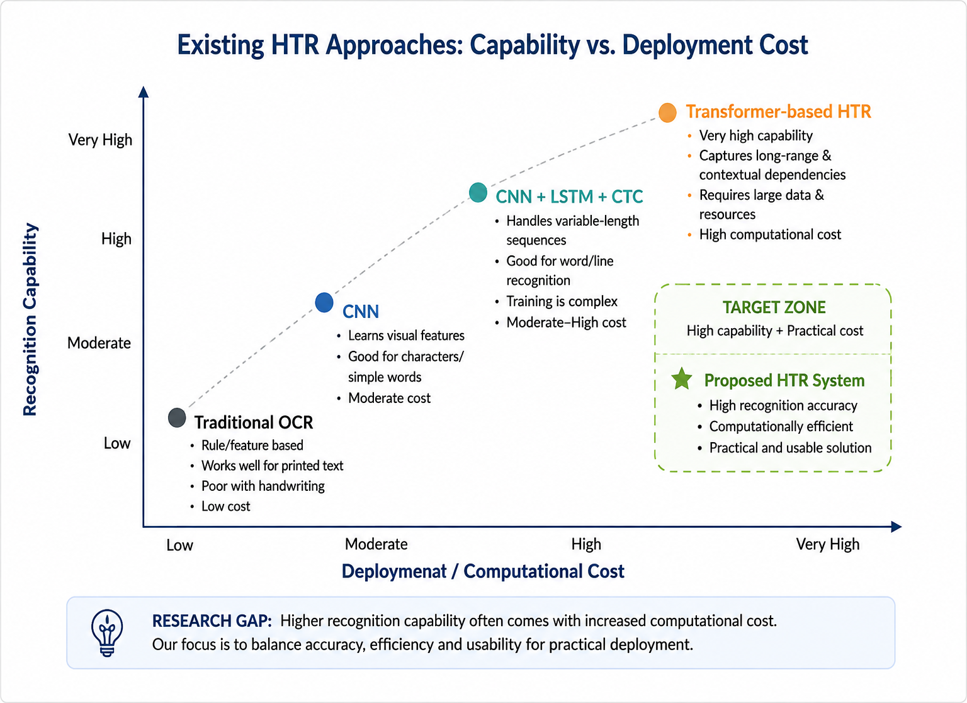 Existing HTR Approaches: Capability vs. Deployment Cost
Recognition Capability
Very High
High
Moderate
Low
Transformer-based HTR
• Very high capability
• Captures long-range &
contextual dependencies
• Requires large data &
resources
• High computational cost
CNN + LSTM + CTC
• Handles variable-length
sequences
• Good for word/line
recognition
• Training is complex
• Moderate–High cost
CNN
• Learns visual features
• Good for characters/
simple words
• Moderate cost
Traditional OCR
• Rule/feature based
• Works well for printed text
• Poor with handwriting
• Low cost
TARGET ZONE
High capability + Practical cost
Proposed HTR System
• High recognition accuracy
• Computationally efficient
• Practical and usable solution
Low
Moderate
High
Very High
Deploymenat / Computational Cost
RESEARCH GAP: Higher recognition capability often comes with increased computational cost.
Our focus is to balance accuracy, efficiency and usability for practical deployment.